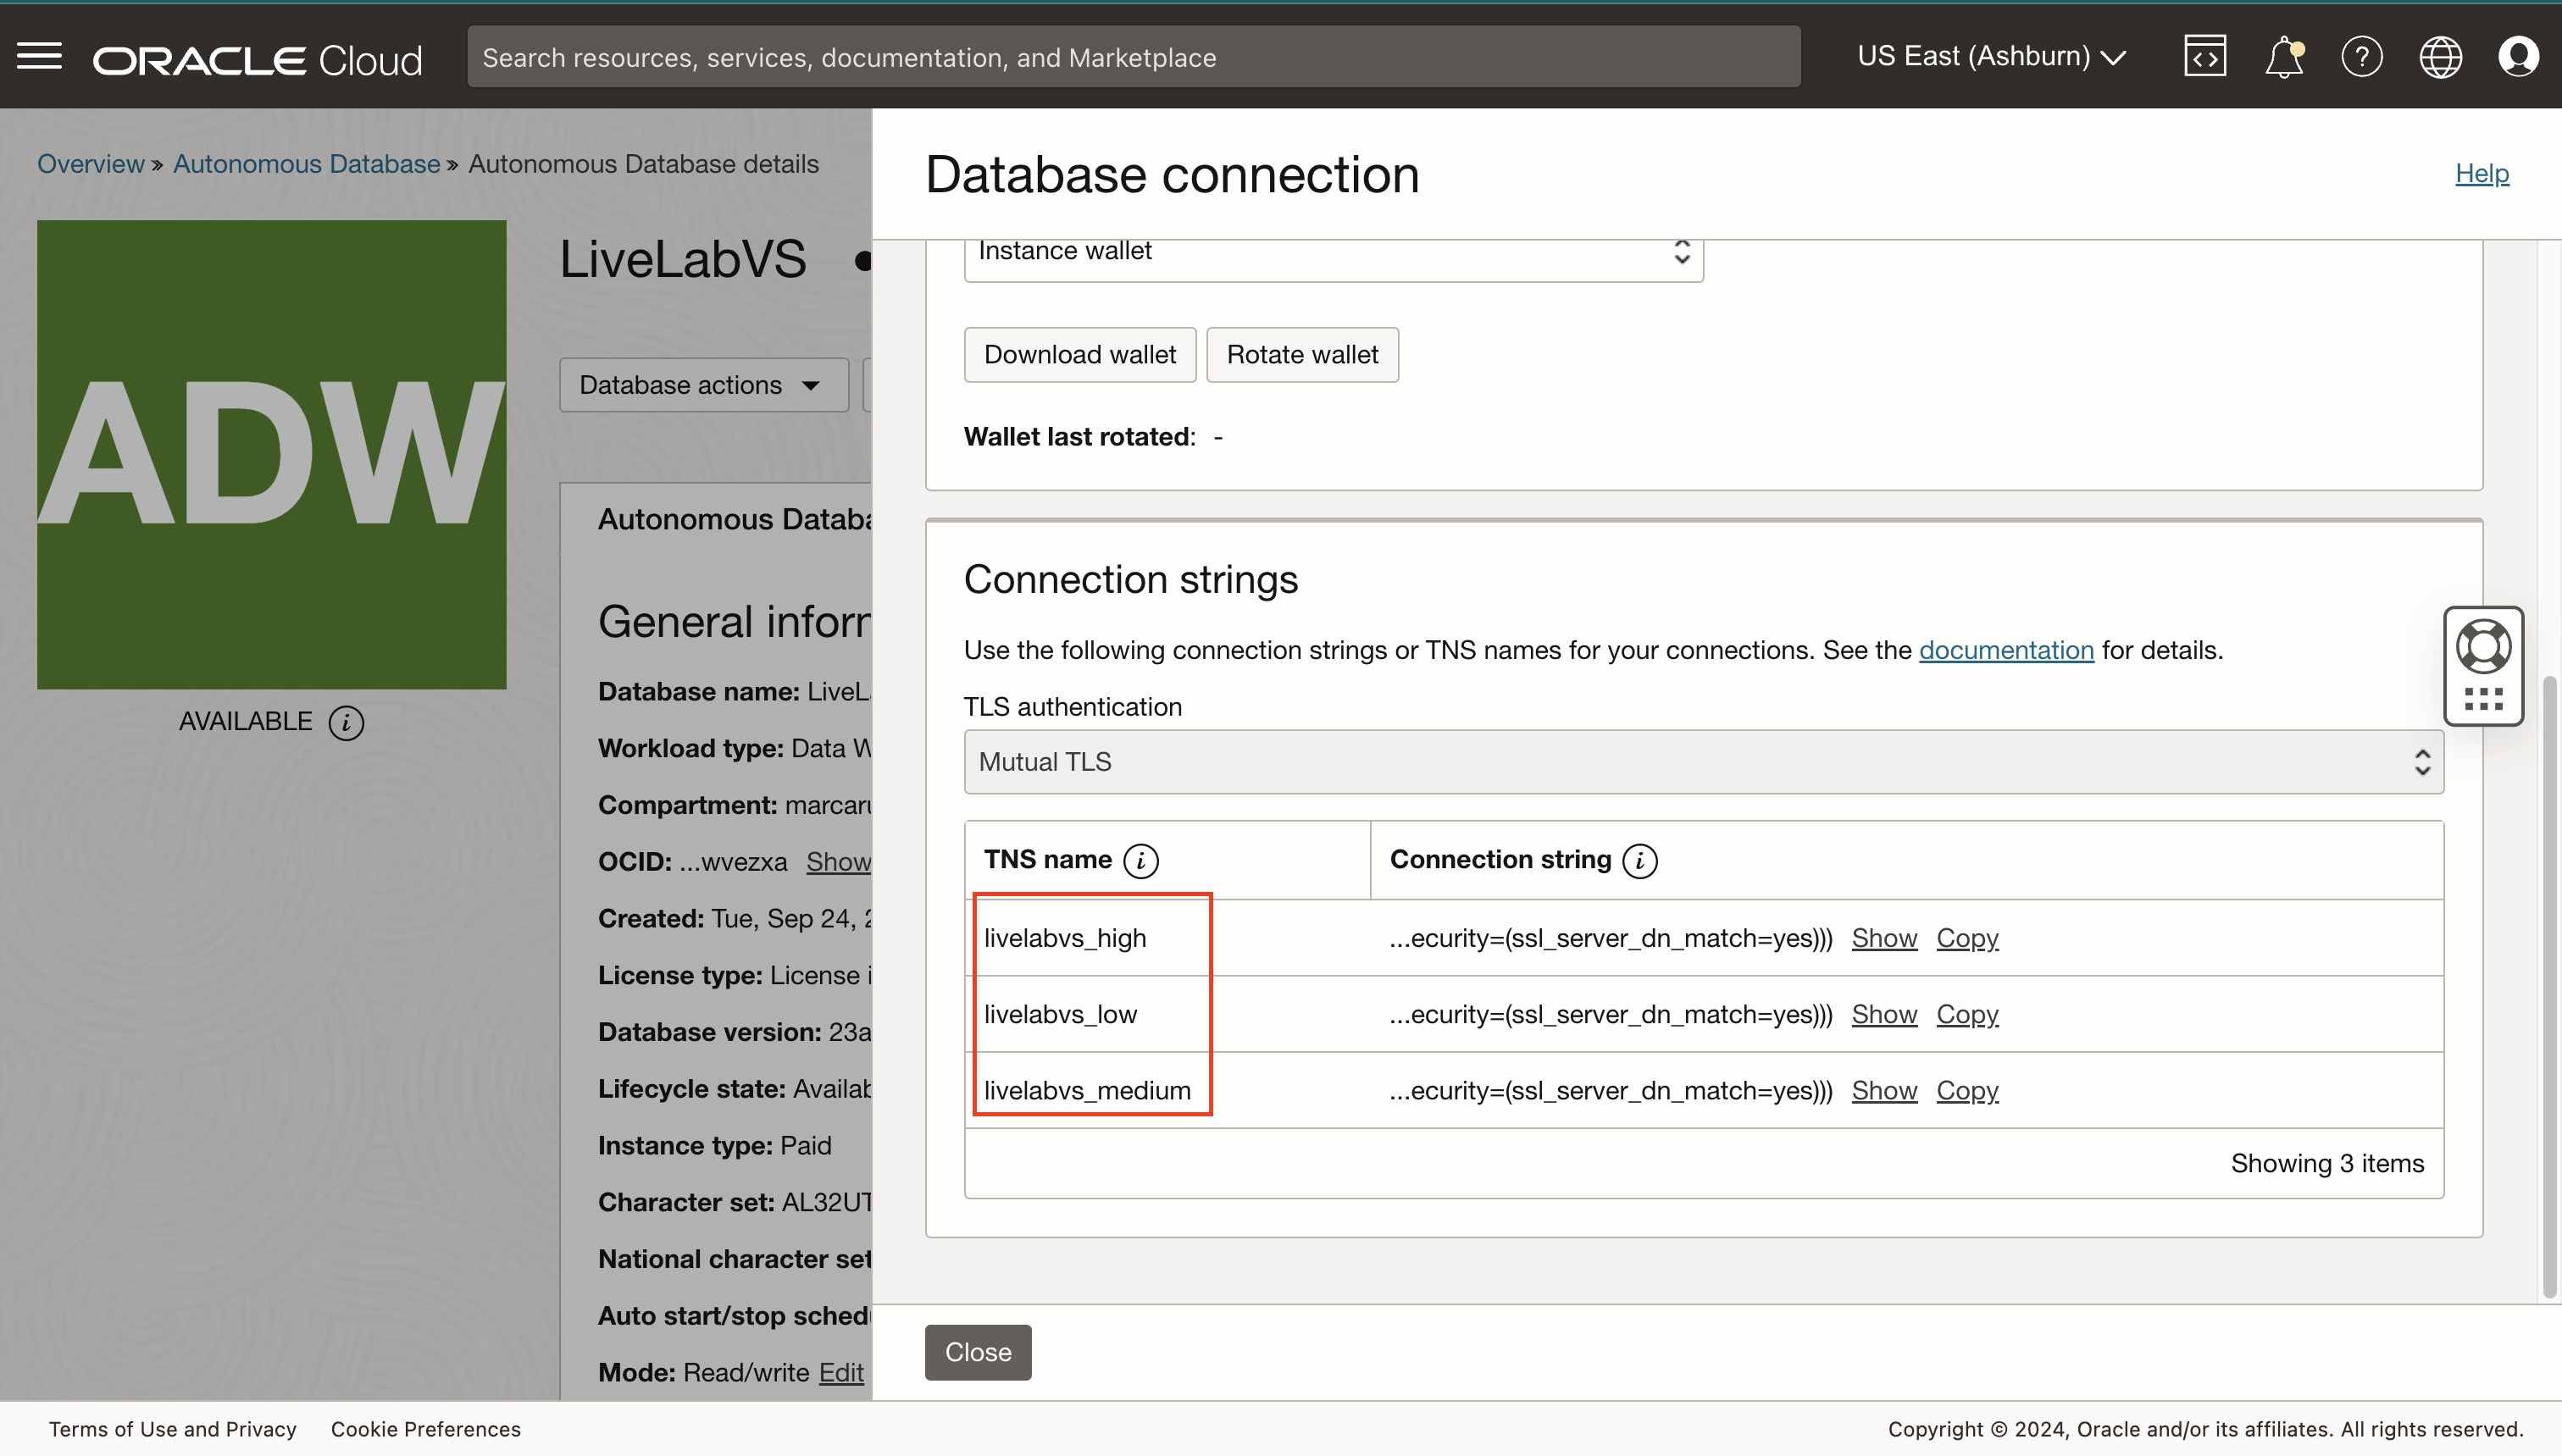 ORACLE Cloud
Search resources, services, documentation, and Marketplace
US East (Ashburn)
Overview » Autonomous Database » Autonomous Database details
ADW
AVAILABLE
LiveLabVS
Database actions
Autonomous Databa
General inform
Database name: LiveL
Workload type: Data W
Compartment: marcaru
OCID: ...wvezxa Show
Created: Tue, Sep 24, 2
License type: License i
Database version: 23a
Lifecycle state: Availab
Instance type: Paid
Character set: AL32UT
National character set
Auto start/stop schedu
Mode: Read/write Edit
Database connection
Help
Instance wallet
Download wallet
Rotate wallet
Wallet last rotated: -
Connection strings
Use the following connection strings or TNS names for your connections. See the documentation for details.
TLS authentication
Mutual TLS
TNS name Connection string
livelabvs_high ...ecurity=(ssl_server_dn_match=yes))) Show Copy
livelabvs_low ...ecurity=(ssl_server_dn_match=yes))) Show Copy
livelabvs_medium ...ecurity=(ssl_server_dn_match=yes))) Show Copy
Showing 3 items
Close
Terms of Use and Privacy Cookie Preferences
Copyright © 2024, Oracle and/or its affiliates. All rights reserved.